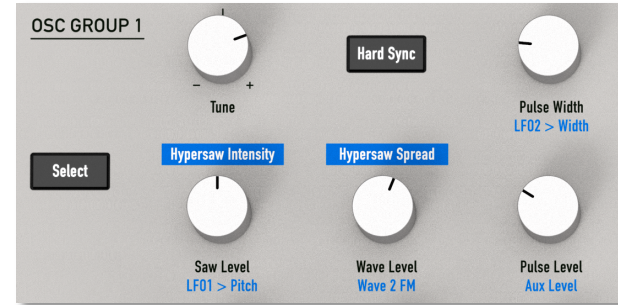 OSC GROUP 1
Hard Sync
− +
Tune
Pulse Width
LFO2 > Width
Select
Hypersaw Intensity
Hypersaw Spread
Saw Level
LFO1 > Pitch
Wave Level
Wave 2 FM
Pulse Level
Aux Level